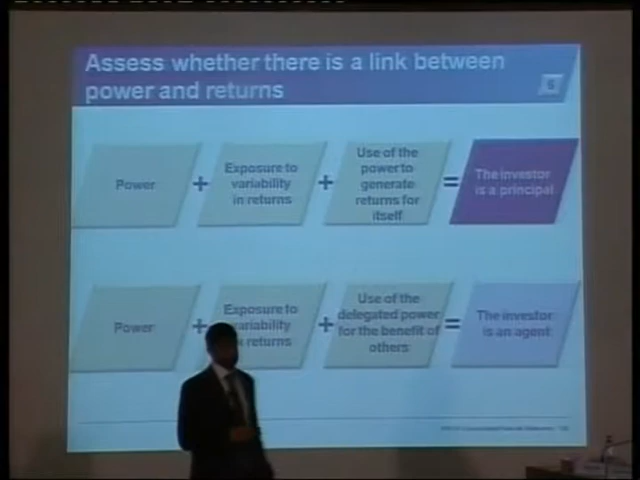 Assess whether there is a link between
power and returns
Power
+
Exposure to
variability
in returns
+
Use of the
power to
generate
returns for
itself
=
The investor
is a principal
Power
+
Exposure to
variability
returns
+
Use of the
delegated power
for the benefit of
others
=
The investor
is an agent